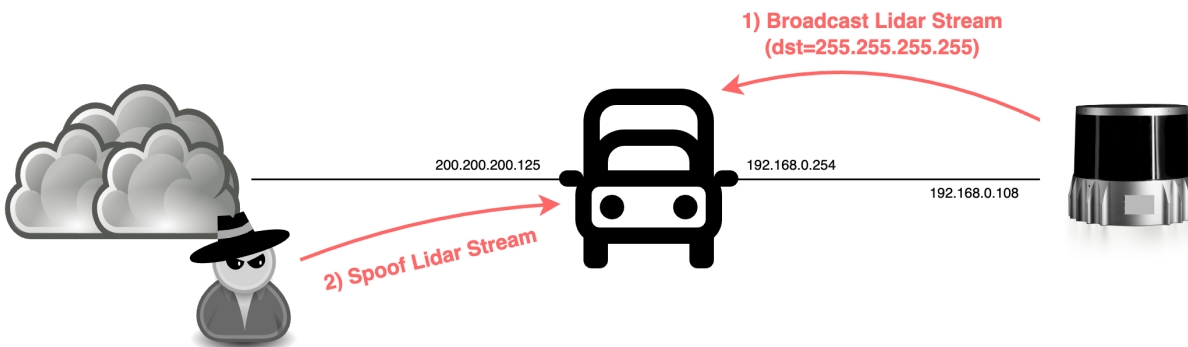 1) Broadcast Lidar Stream
(dst=255.255.255.255)
200.200.200.125
192.168.0.254
192.168.0.108
2) Spoof Lidar Stream